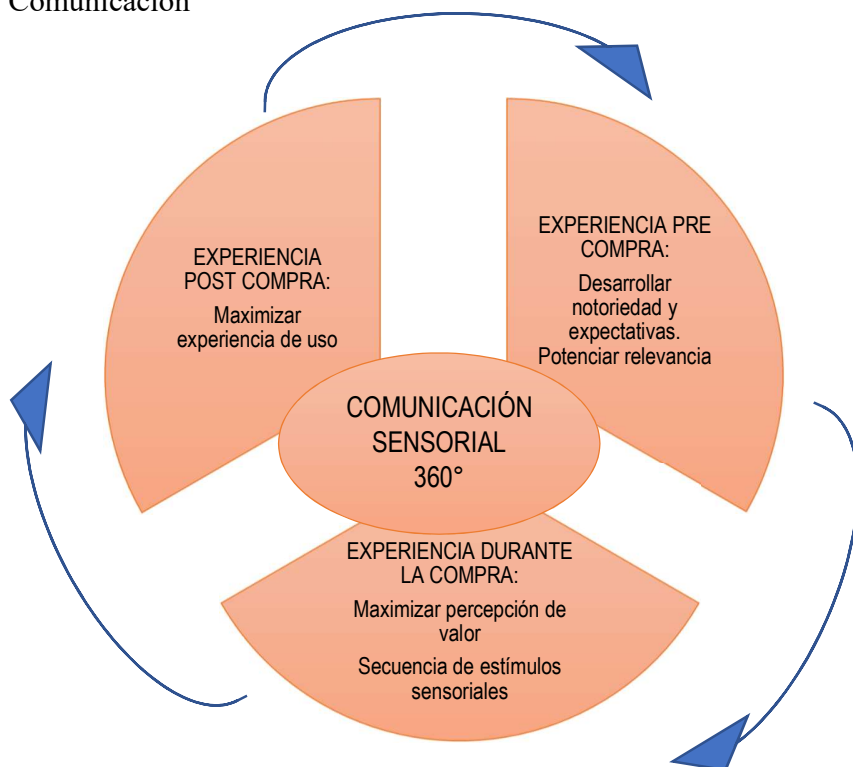 Comunicación
EXPERIENCIA
POST COMPRA:
Maximizar
experiencia de uso
EXPERIENCIA PRE
COMPRA:
Desarrollar
notoriedad y
expectativas.
Potenciar relevancia
COMUNICACIÓN
SENSORIAL
360°
EXPERIENCIA DURANTE
LA COMPRA:
Maximizar percepción de
valor
Secuencia de estímulos
sensoriales